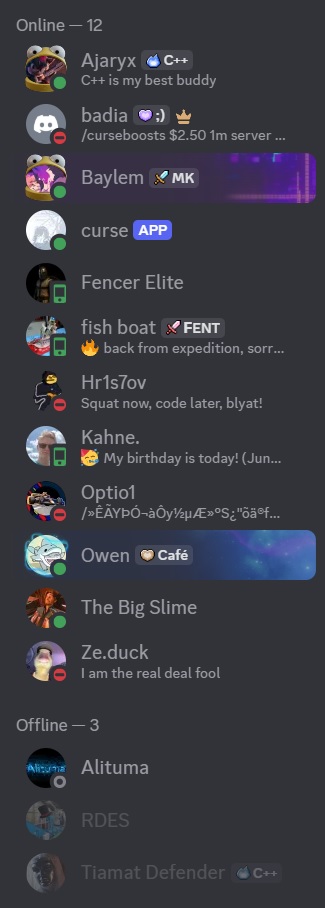 Online — 12
Ajaryx C++
C++ is my best buddy
badia ;)
/curseboosts $2.50 1m server ...
Baylem MK
curse APP
Fencer Elite
fish boat FENT
🔥 back from expedition, sorr...
Hr1s7ov
Squat now, code later, blyat!
Kahne.
🥳 My birthday is today! (Jun...
Optio1
/»ÊÃYÞÓ¬àÔy½µÆ»ºS¿"õä®f...
Owen Café
The Big Slime
Ze.duck
I am the real deal fool
Offline — 3
Alituma
RDES
Tiamat Defender C++